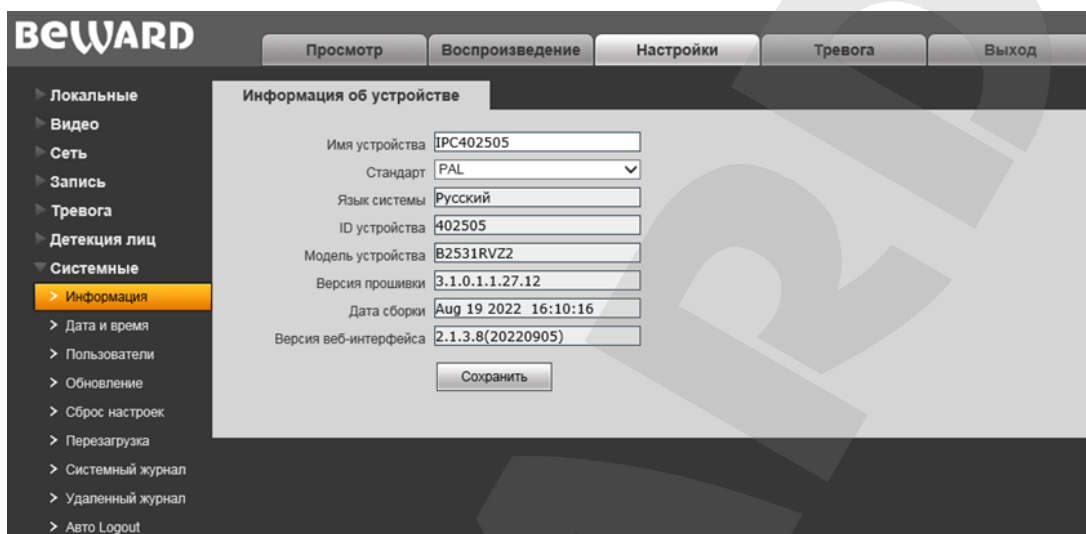 BEWARD
Просмотр Воспроизведение Настройки Тревога Выход
Локальные
Видео
Сеть
Запись
Тревога
Детекция лиц
Системные
> Информация
> Дата и время
> Пользователи
> Обновление
> Сброс настроек
> Перезагрузка
> Системный журнал
> Удаленный журнал
> Авто Logout
Информация об устройстве
Имя устройства IPC402505
Стандарт PAL
Язык системы Русский
ID устройства 402505
Модель устройства B2531RVZ2
Версия прошивки 3.1.0.1.1.27.12
Дата сборки Aug 19 2022 16:10:16
Версия веб-интерфейса 2.1.3.8(20220905)
Сохранить